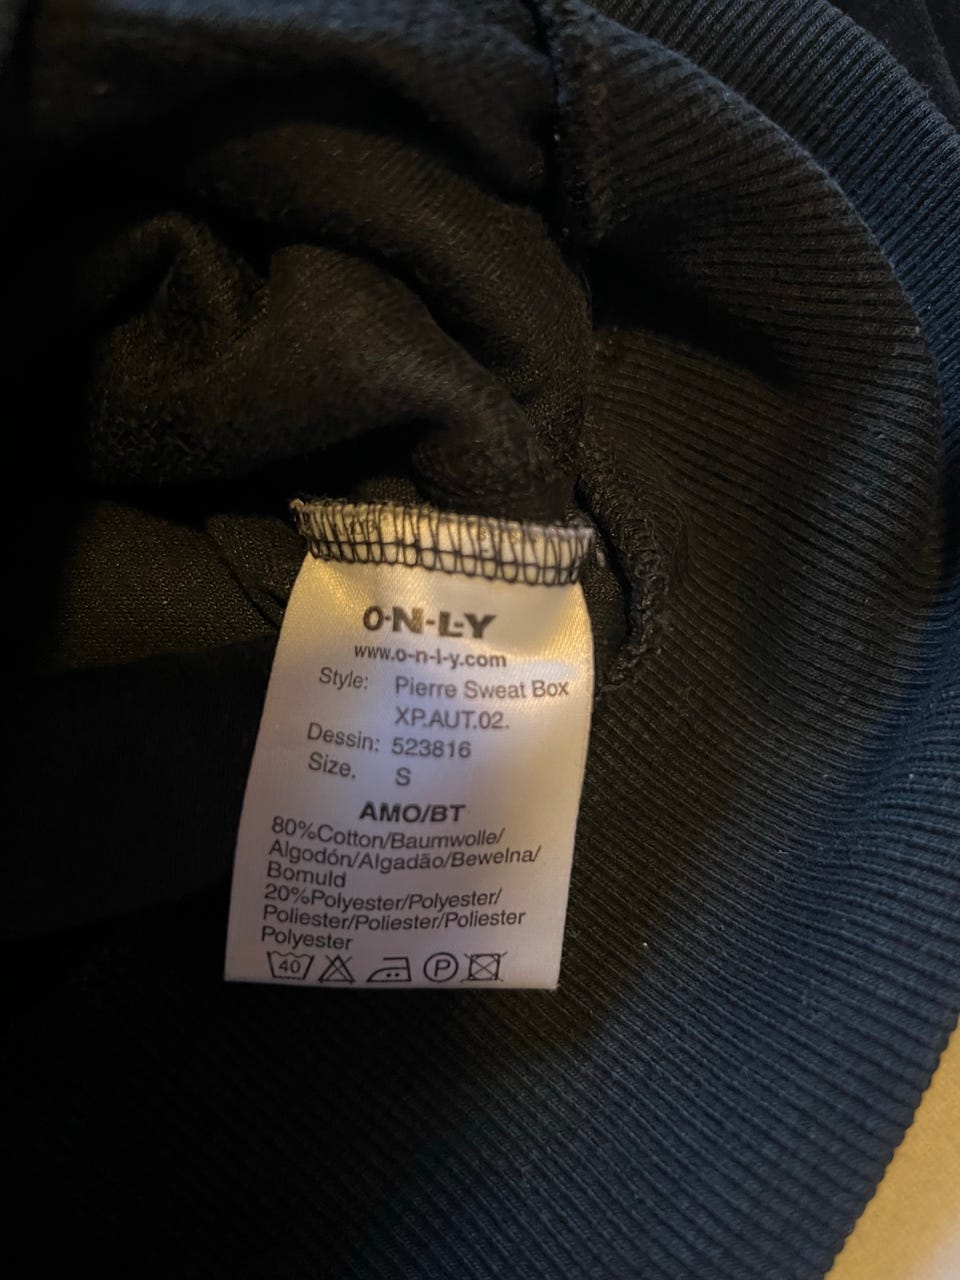 O-N-L-Y
www.o-n-l-y.com
Style: Pierre Sweat Box
XP.AUT.02.
Dessin: 523816
Size. S
AMO/BT
80%Cotton/Baumwolle/
Algodón/Algadão/Bewelna/
Bomuld
20%Polyester/Polyester/
Poliester/Poliester/Poliester
Polyester
40 P